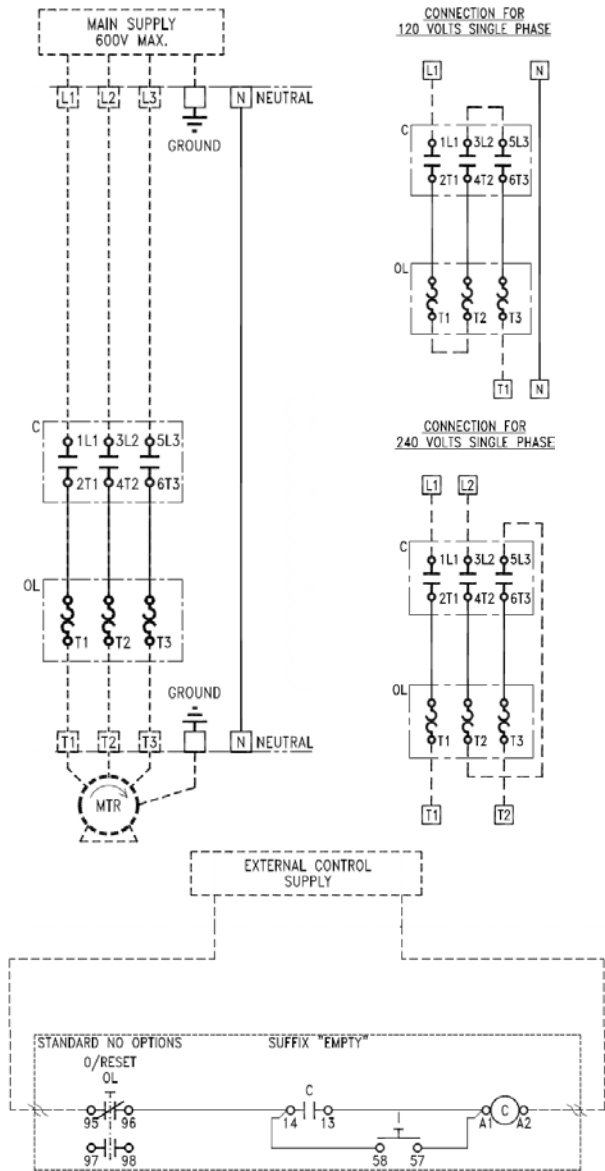 MAIN SUPPLY
600V MAX.
L1 L2 L3 N NEUTRAL
GROUND
C
1L1 3L2 5L3
2T1 4T2 6T3
OL
T1 T2 T3
GROUND
T1 T2 T3 N NEUTRAL
MTR
CONNECTION FOR
120 VOLTS SINGLE PHASE
L1 N
C
1L1 3L2 5L3
2T1 4T2 6T3
OL
T1 T2 T3
T1 N
CONNECTION FOR
240 VOLTS SINGLE PHASE
L1 L2
C
1L1 3L2 5L3
2T1 4T2 6T3
OL
T1 T2 T3
T1 T2
EXTERNAL CONTROL
SUPPLY
STANDARD NO OPTIONS SUFFIX "EMPTY"
O/RESET
OL
C
95 96 14 13 A1 C A2
97 98 58 57